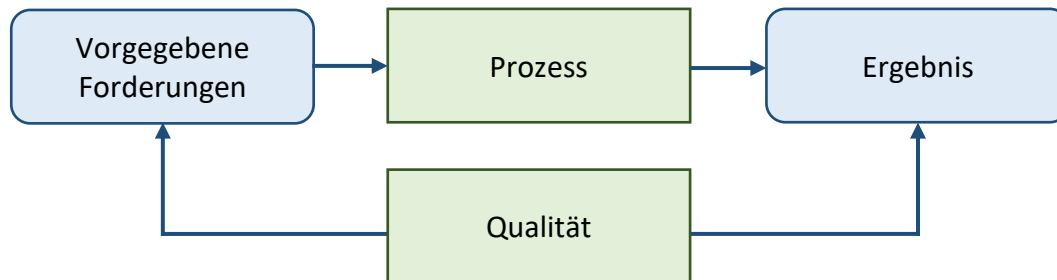 Vorgegebene
Forderungen
Prozess
Ergebnis
Qualität